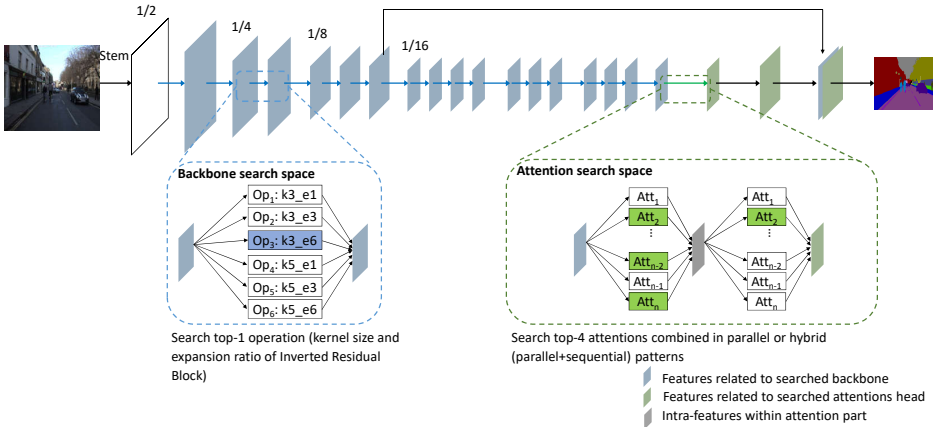 1/2
1/4
1/8
1/16
Stem
Backbone search space
Op1: k3_e1
Op2: k3_e3
Op3: k3_e6
Op4: k5_e1
Op5: k5_e3
Op6: k5_e6
Search top-1 operation (kernel size and
expansion ratio of Inverted Residual
Block)
Attention search space
Att1
Att2
⋮
Attn-2
Attn-1
Attn
Att1
Att2
⋮
Attn-2
Attn-1
Attn
Search top-4 attentions combined in parallel or hybrid
(parallel+sequential) patterns
Features related to searched backbone
Features related to searched attentions head
Intra-features within attention part